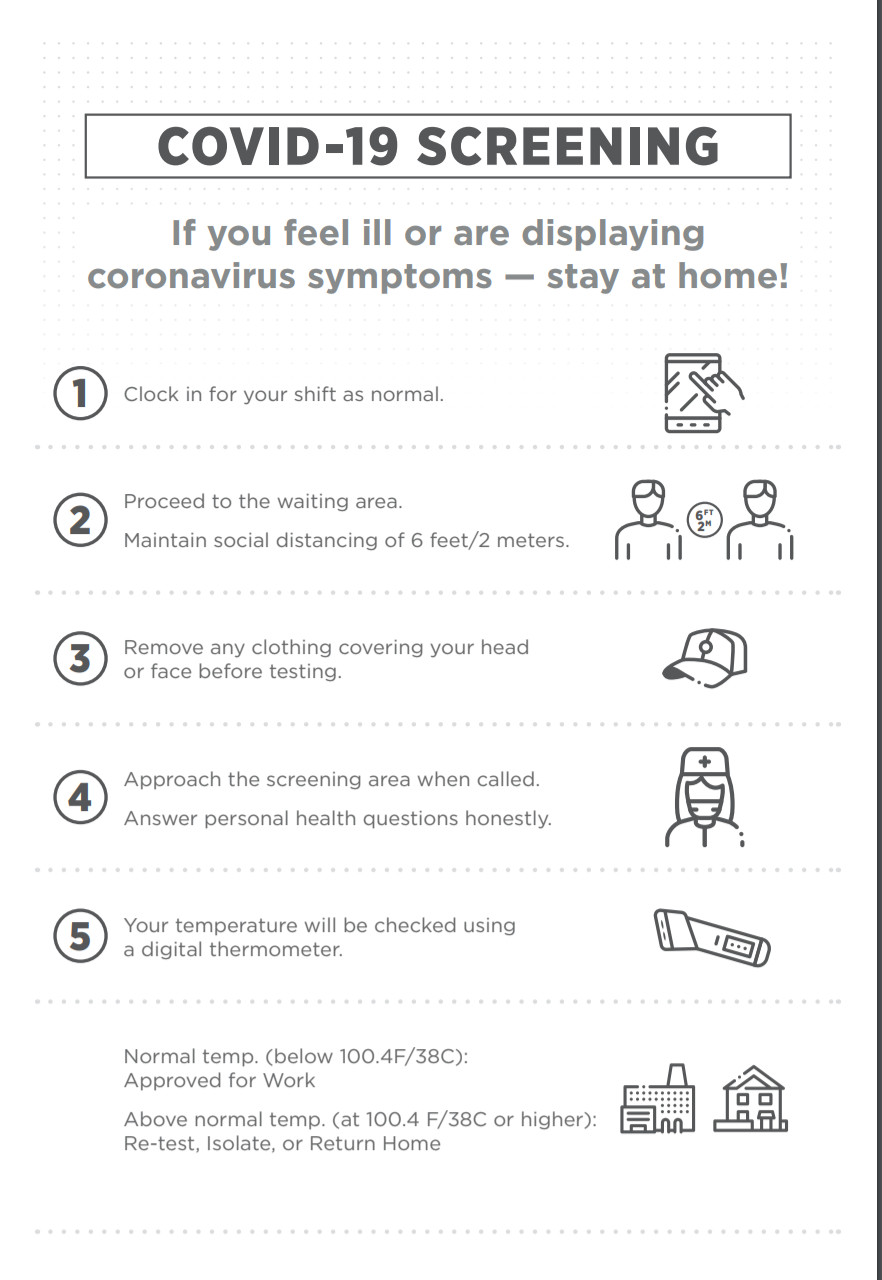 COVID-19 SCREENING
If you feel ill or are displaying
coronavirus symptoms — stay at home!
1 Clock in for your shift as normal.
2 Proceed to the waiting area.
Maintain social distancing of 6 feet/2 meters.
6FT
2M
3 Remove any clothing covering your head
or face before testing.
4 Approach the screening area when called.
Answer personal health questions honestly.
5 Your temperature will be checked using
a digital thermometer.
Normal temp. (below 100.4F/38C):
Approved for Work
Above normal temp. (at 100.4 F/38C or higher):
Re-test, Isolate, or Return Home